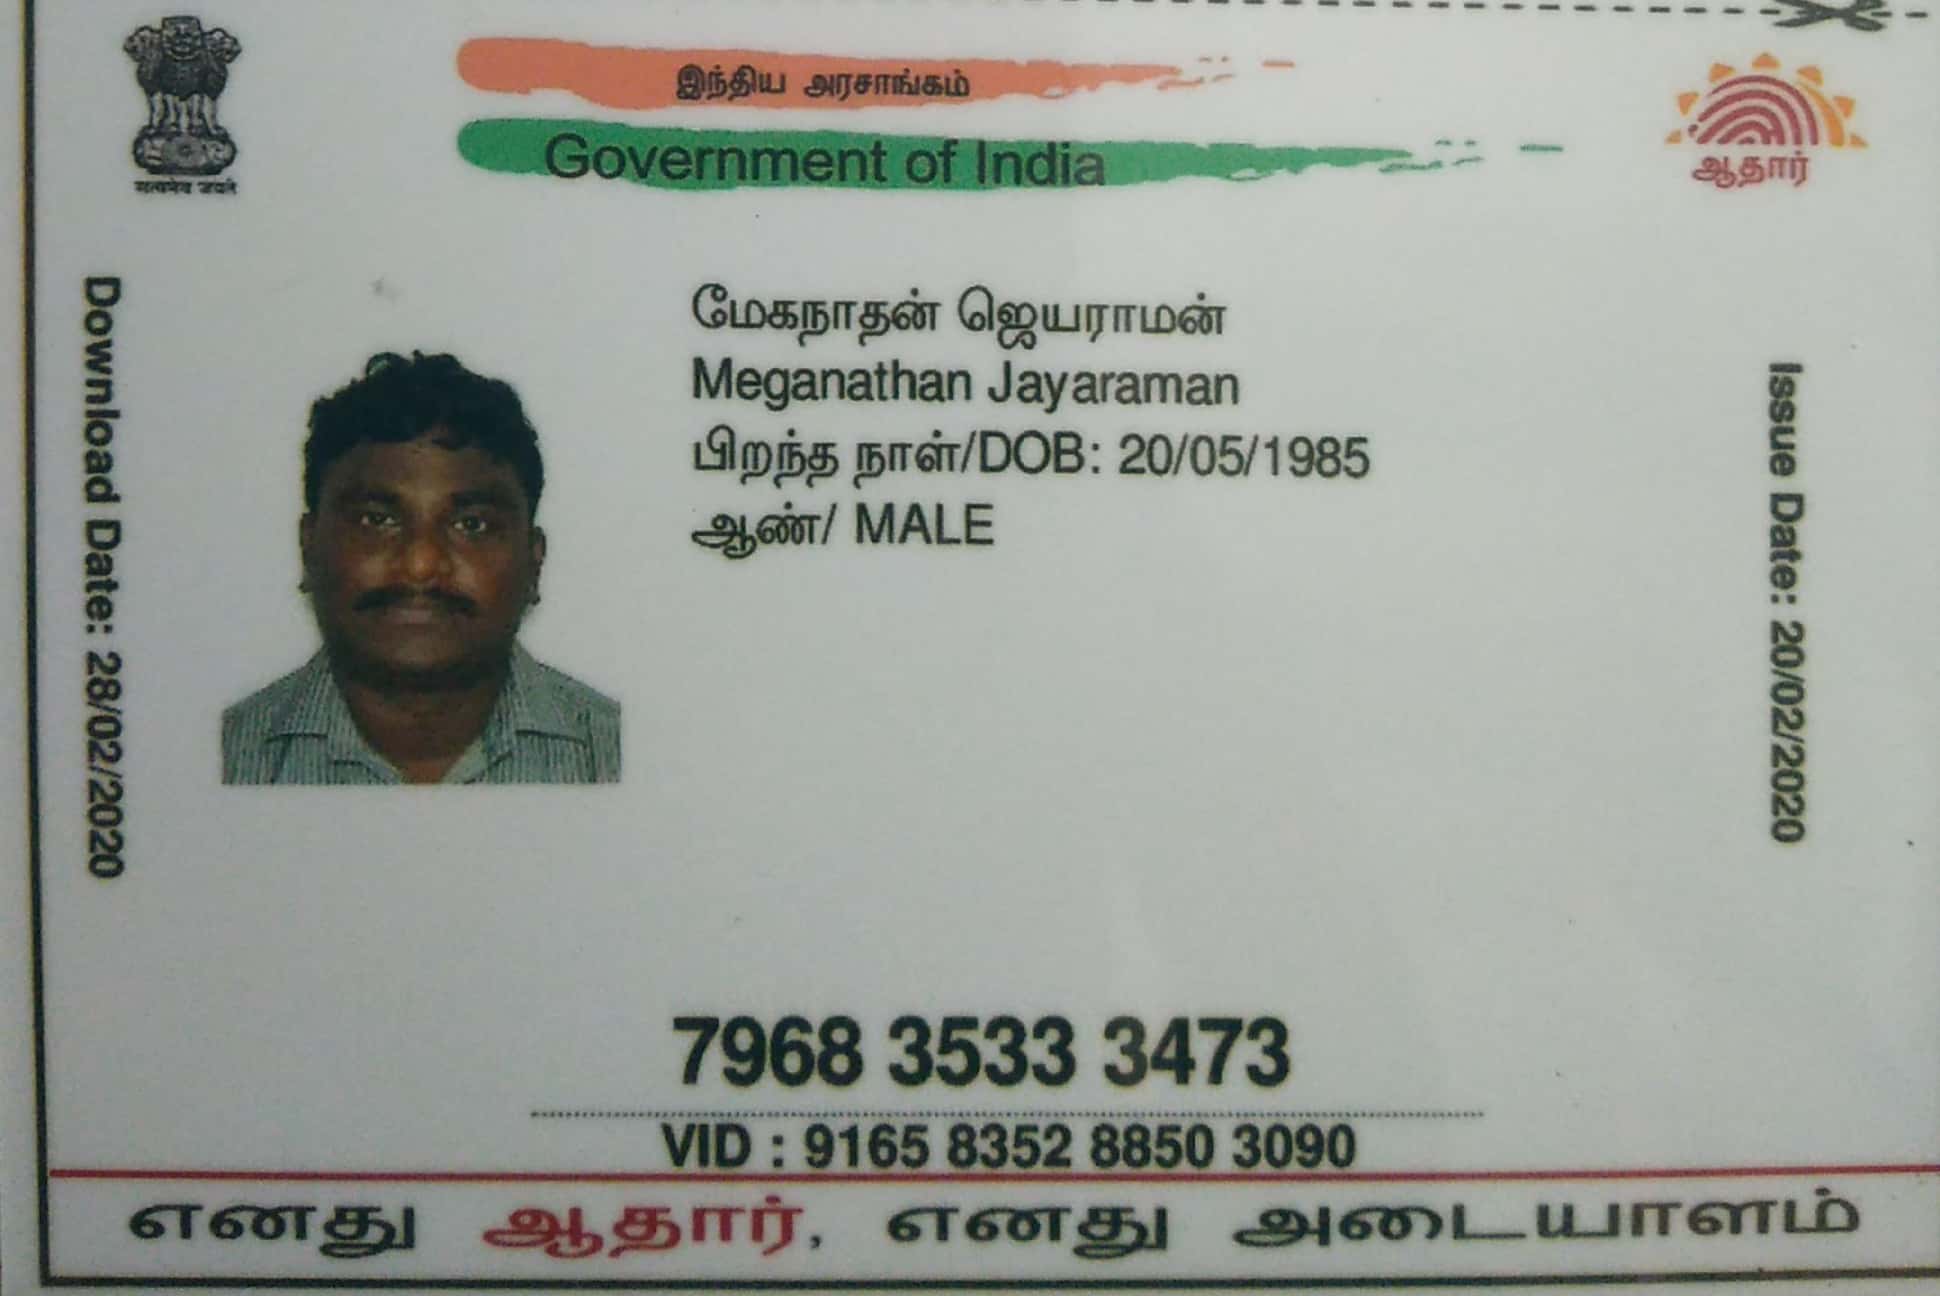 இந்திய அரசாங்கம்
Government of India
सत्यमेव जयते
ஆதார்
Download Date: 28/02/2020
மேகநாதன் ஜெயராமன்
Meganathan Jayaraman
பிறந்த நாள்/DOB: 20/05/1985
ஆண்/ MALE
Issue Date: 20/02/2020
7968 3533 3473
VID : 9165 8352 8850 3090
எனது ஆதார், எனது அடையாளம்